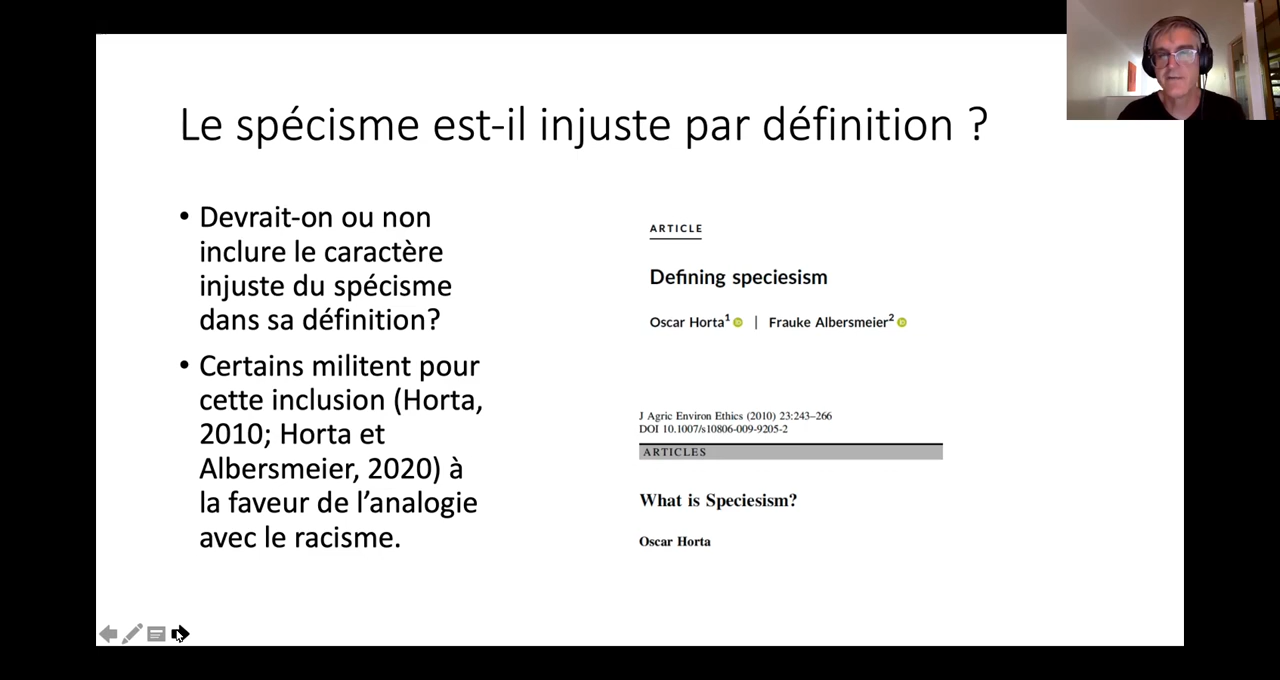 Le spécisme est-il injuste par définition ?
• Devrait-on ou non
inclure le caractère
injuste du spécisme
dans sa définition?
• Certains militent pour
cette inclusion (Horta,
2010; Horta et
Albersmeier, 2020) à
la faveur de l’analogie
avec le racisme.
ARTICLE
Defining speciesism
Oscar Horta1 | Frauke Albersmeier2
J Agric Environ Ethics (2010) 23:243–266
DOI 10.1007/s10806-009-9205-2
ARTICLES
What is Speciesism?
Oscar Horta